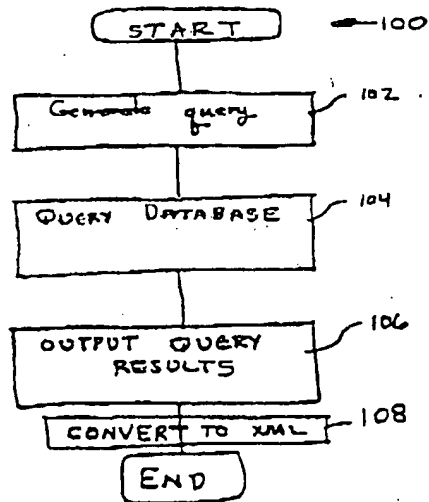 START
100
Generate query
102
QUERY DATABASE
104
OUTPUT QUERY
RESULTS
106
CONVERT TO XML
108
END